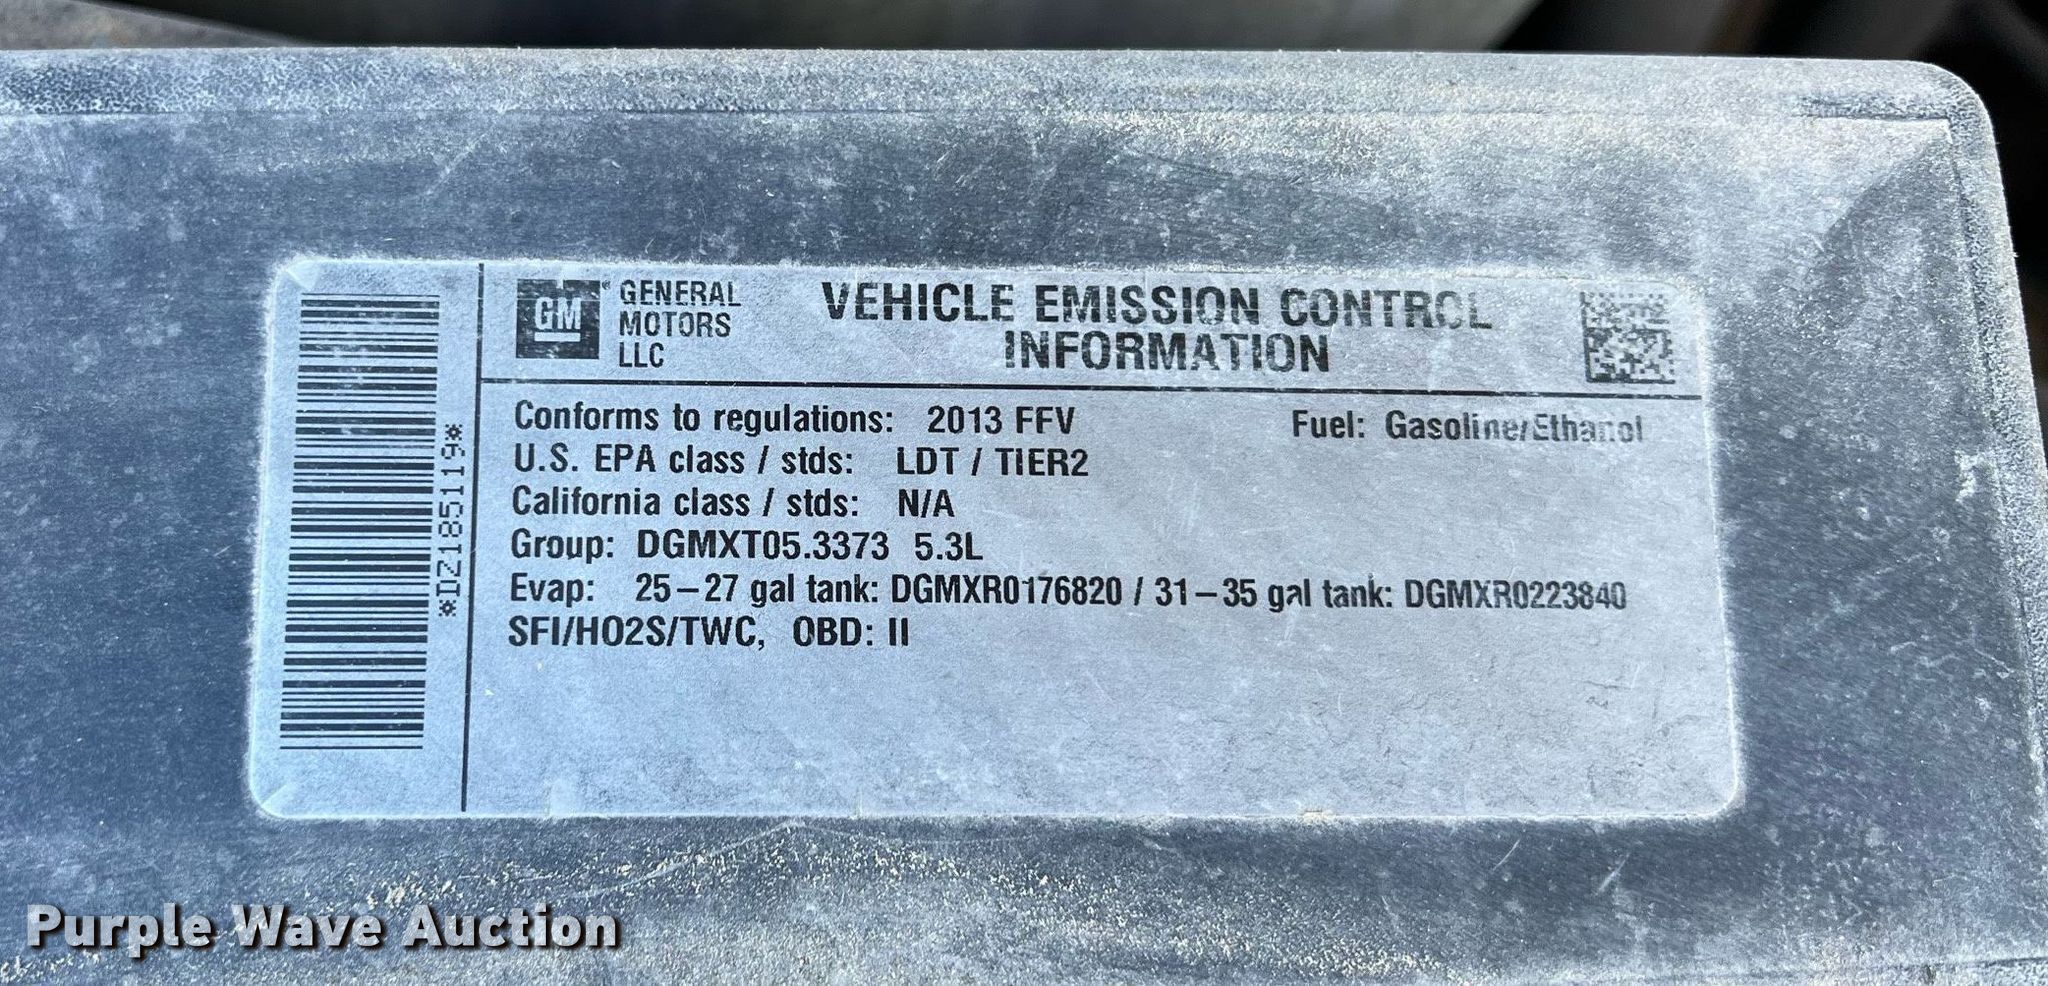 GM
GENERAL
MOTORS
LLC
VEHICLE EMISSION CONTROL
INFORMATION
*DZ1851119*
Conforms to regulations: 2013 FFV
Fuel: Gasoline/Ethanol
U.S. EPA class / stds: LDT / TIER2
California class / stds: N/A
Group: DGMXT05.3373 5.3L
Evap: 25–27 gal tank: DGMXR0176820 / 31–35 gal tank: DGMXR0223840
SFI/HO2S/TWC, OBD: II
Purple Wave Auction